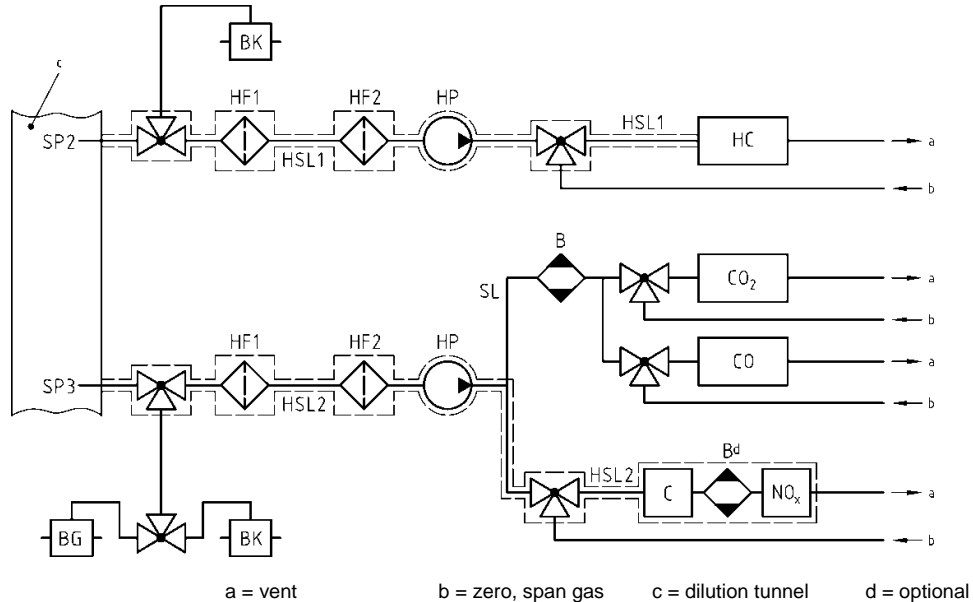 BK
c
HF1 HF2 HP
HSL1
SP2
HC
a
HSL1
b
B
CO2
a
SL
b
HF1 HF2 HP
CO
a
SP3
HSL2
b
Bd
HSL2
C
NOx
a
BG
BK
b
a = vent b = zero, span gas c = dilution tunnel d = optional